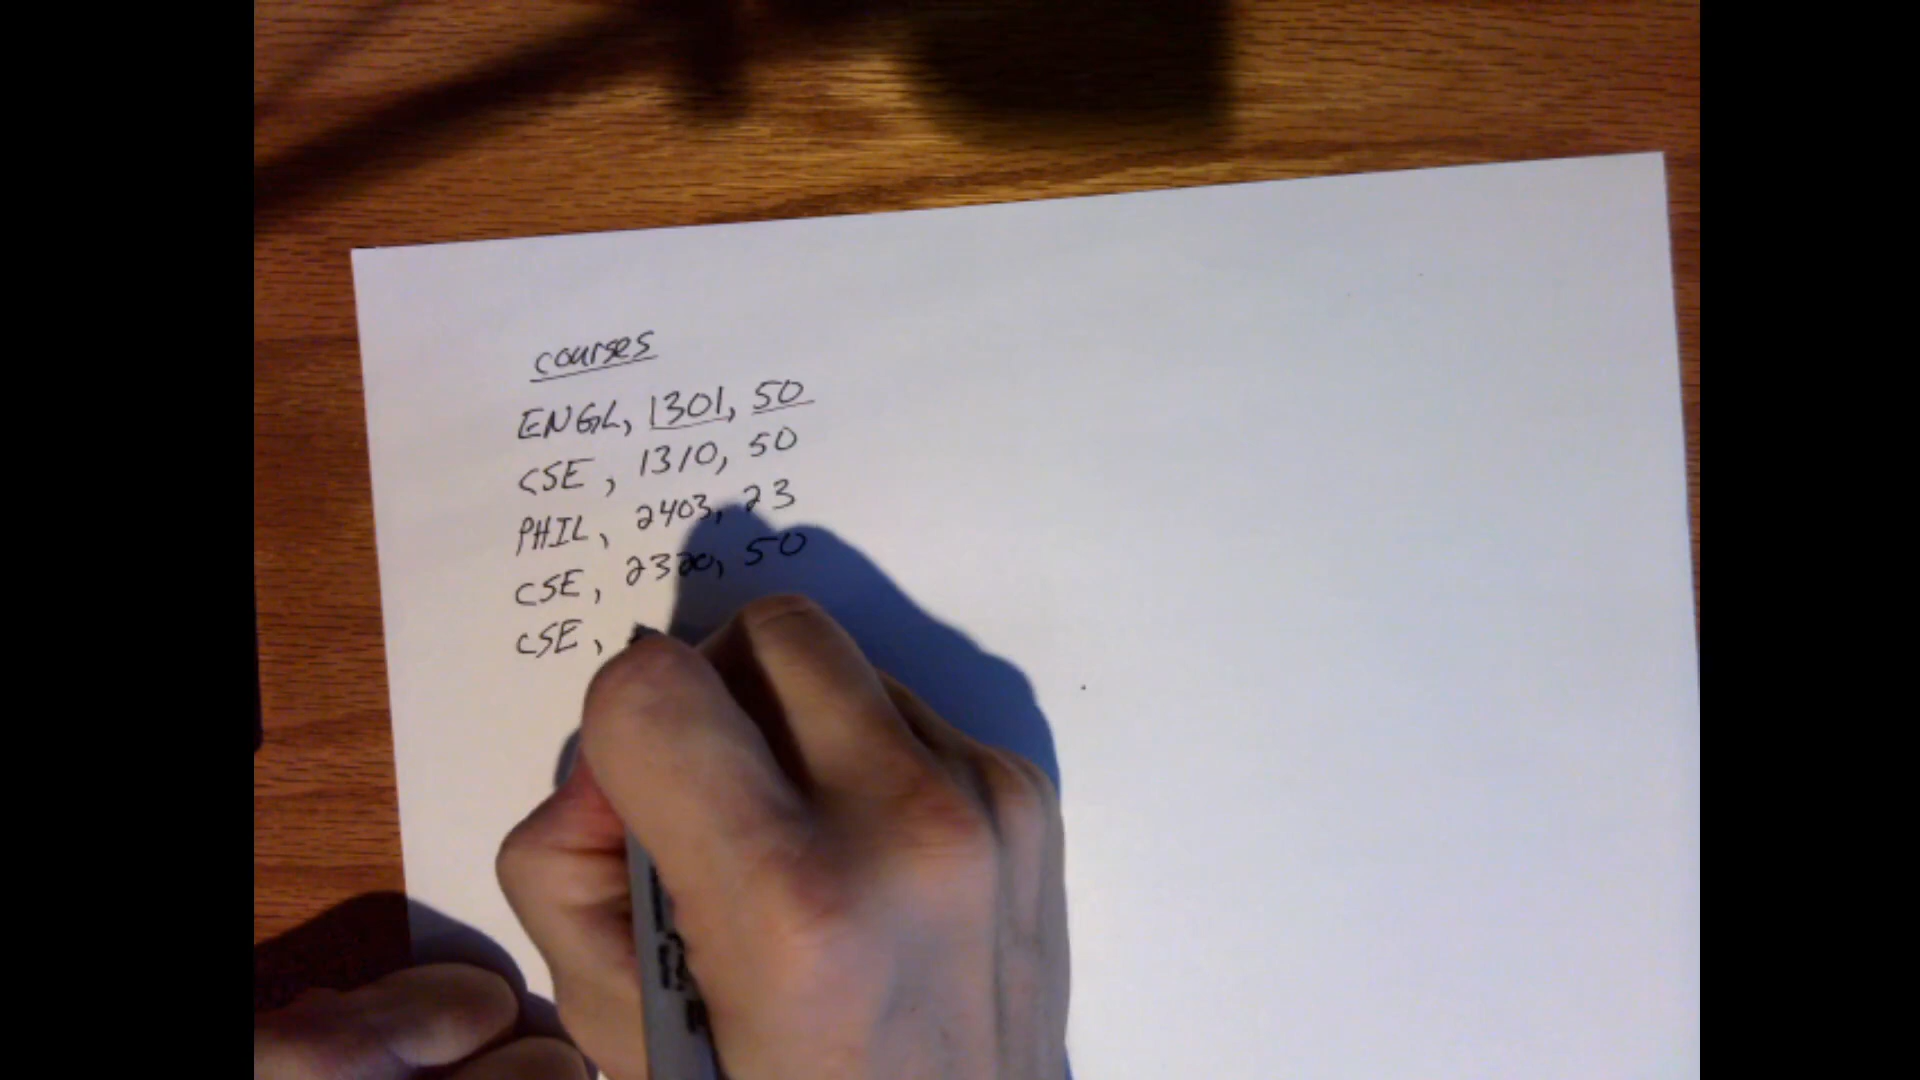 courses
ENGL, 1301, 50
CSE, 1310, 50
PHIL, 2403, 23
CSE, 2320, 50
CSE,